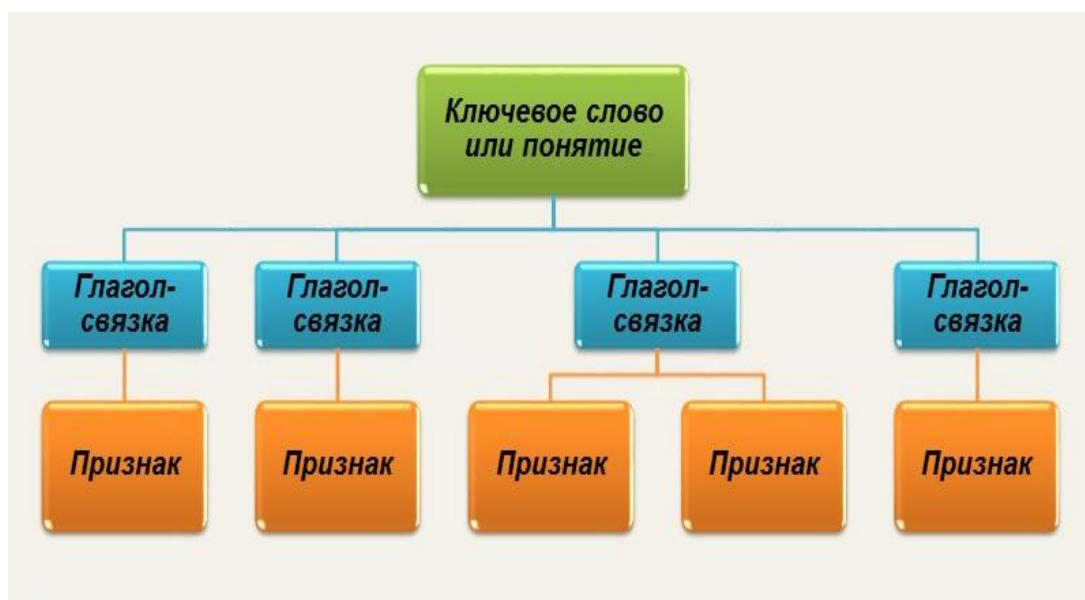 Ключевое слово
или понятие
Глагол-
связка
Глагол-
связка
Глагол-
связка
Глагол-
связка
Признак
Признак
Признак
Признак
Признак